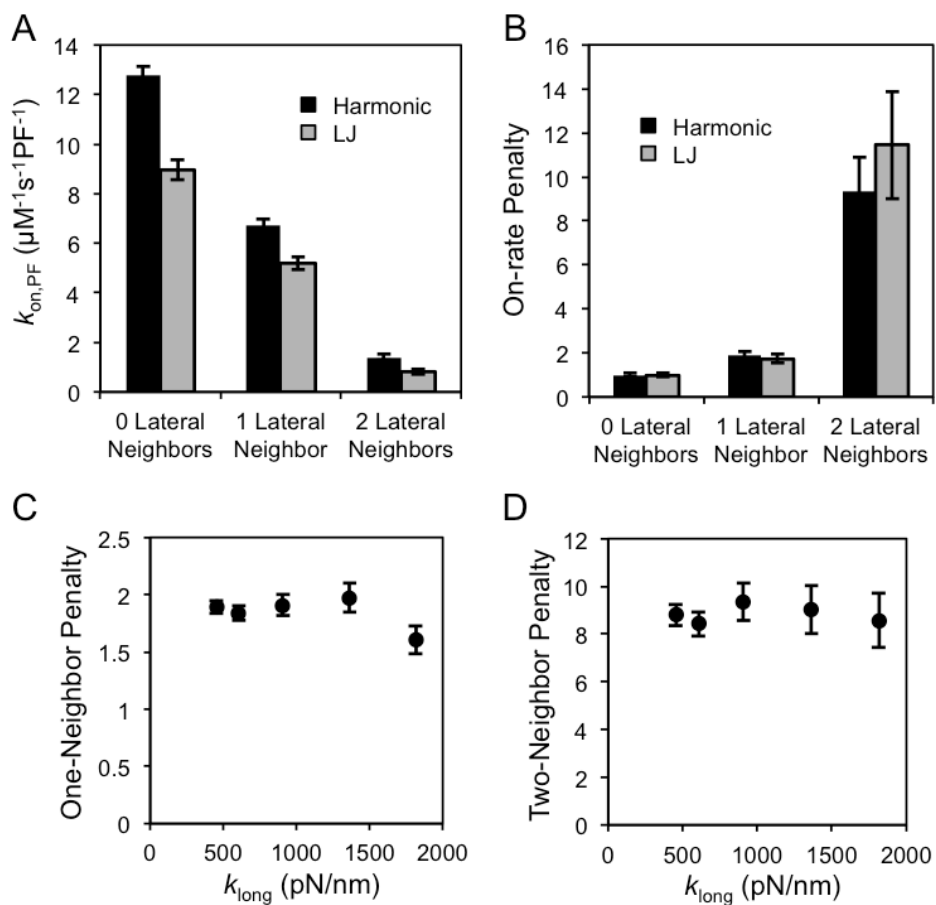 A
14
12
10
8
6
4
2
0
k_on,PF (μM⁻¹s⁻¹PF⁻¹)
Harmonic
LJ
0 Lateral
Neighbors
1 Lateral
Neighbor
2 Lateral
Neighbors
B
16
14
12
10
8
6
4
2
0
On-rate Penalty
Harmonic
LJ
0 Lateral
Neighbors
1 Lateral
Neighbor
2 Lateral
Neighbors
C
2.5
2
1.5
1
0.5
0
One-Neighbor Penalty
0 500 1000 1500 2000
k_long (pN/nm)
D
12
10
8
6
4
2
0
Two-Neighbor Penalty
0 500 1000 1500 2000
k_long (pN/nm)